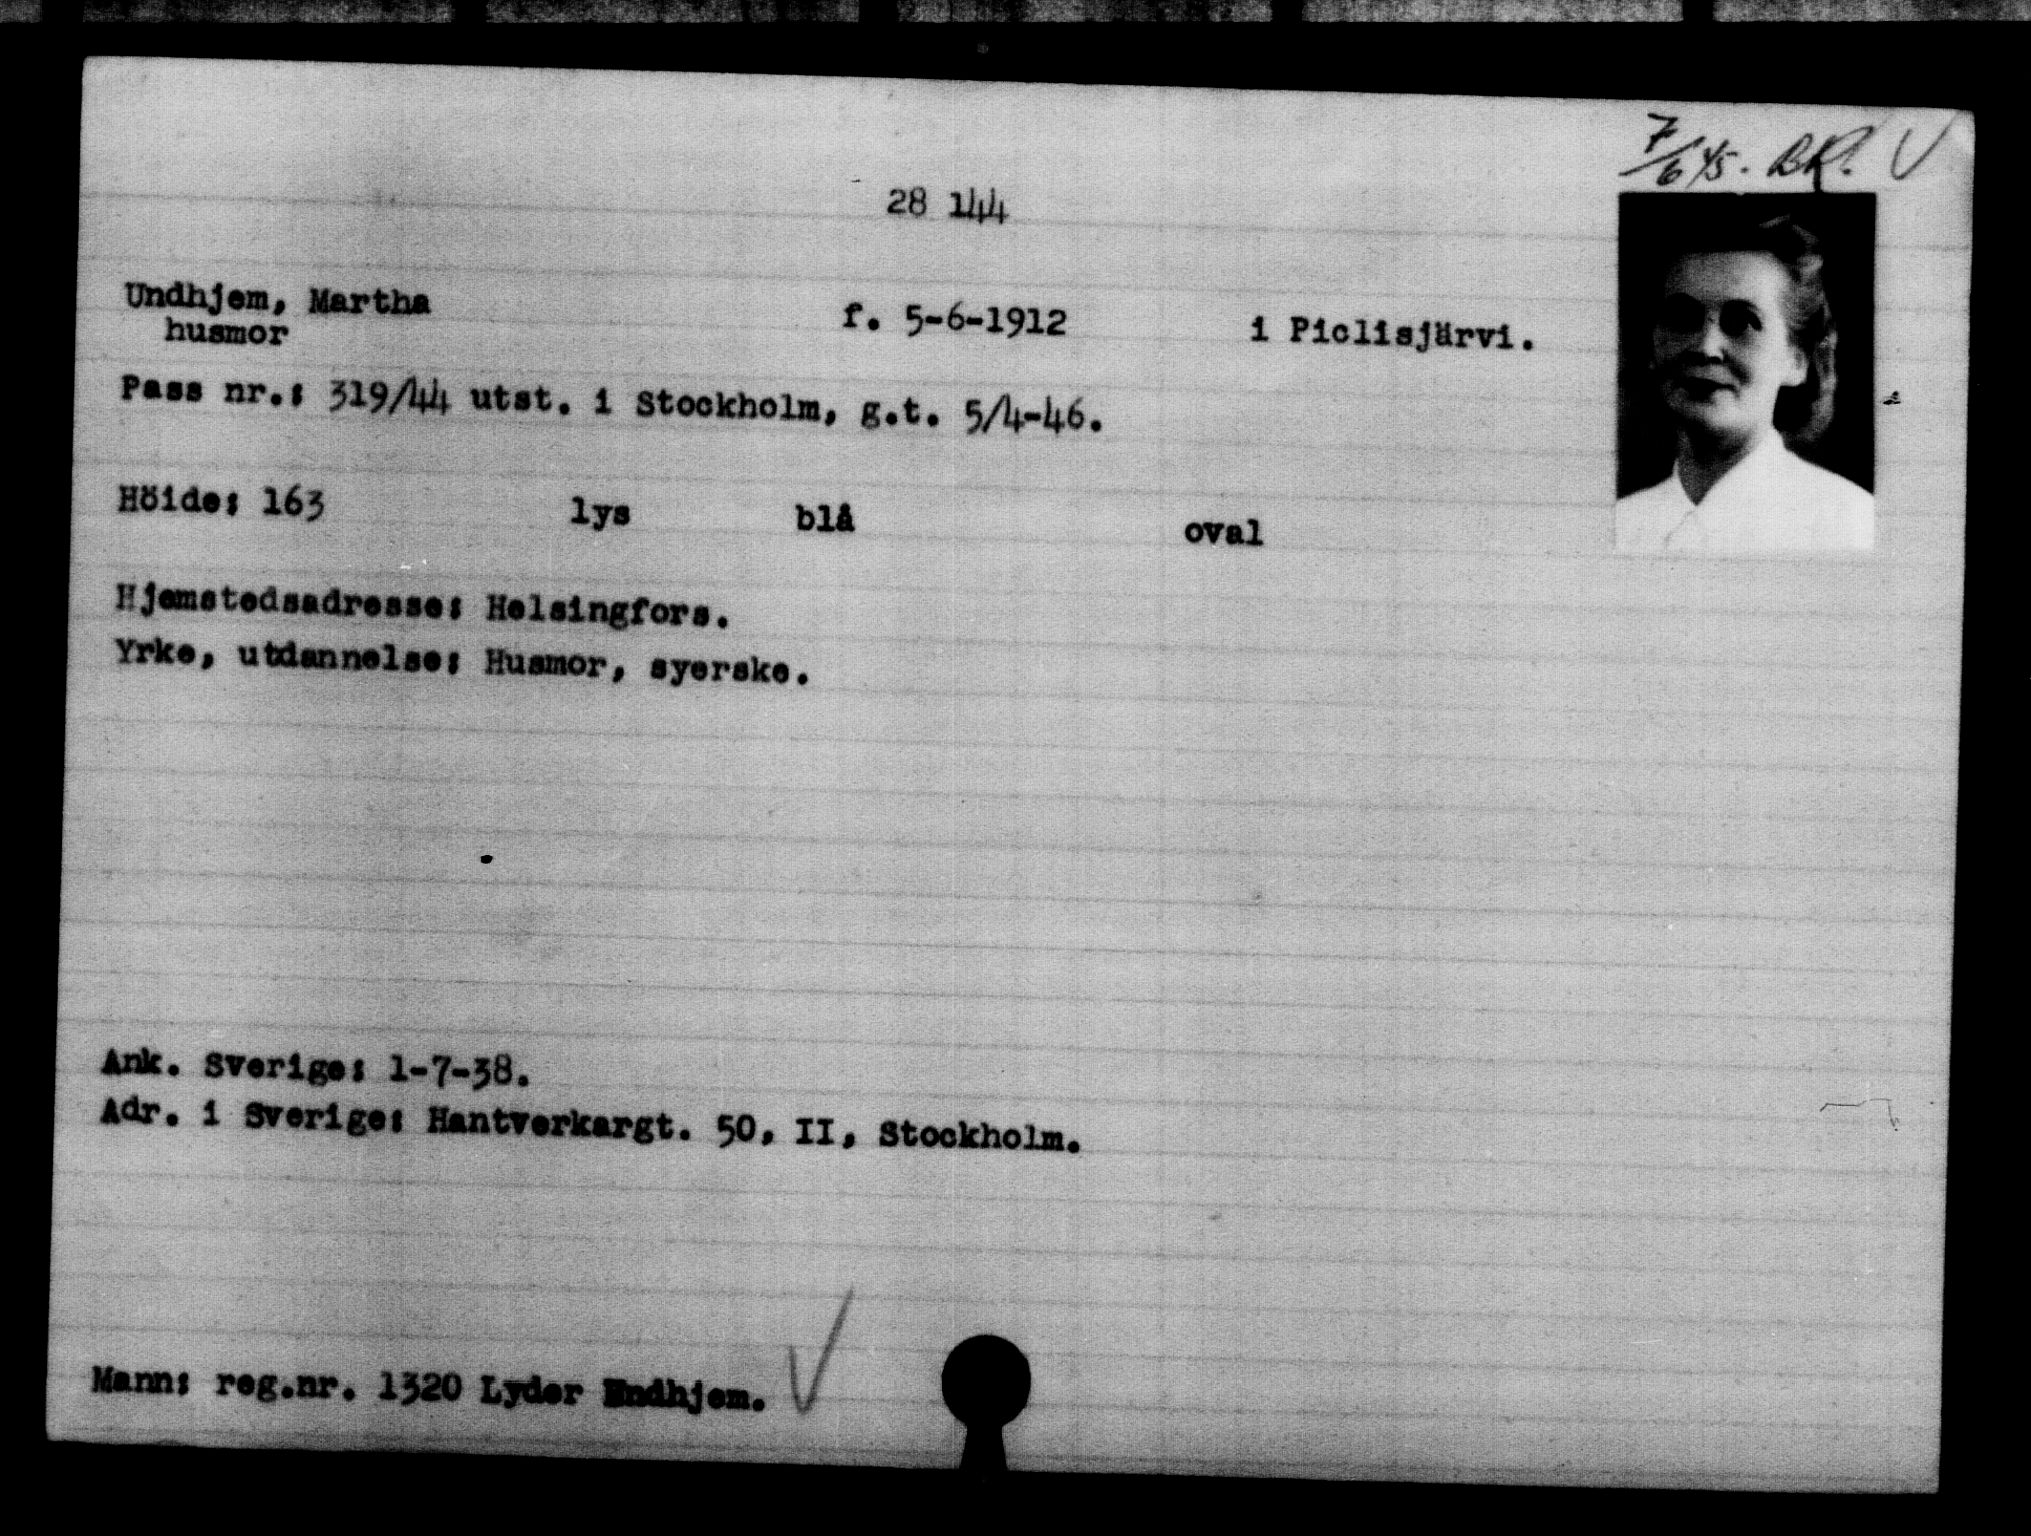 7/6 45. BKl. V
28 144
Undhjem, Martha f. 5-6-1912 i Piclisjärvi.
husmor
Pass nr.: 319/44 utst. i Stockholm, g.t. 5/4-46.
Höide: 163 lys blå oval
Hjemstedsadresse: Helsingfors.
Yrke, utdannelse: Husmor, syerske.
Ank. Sverige: 1-7-38.
Adr. i Sverige: Hantverkargt. 50, II, Stockholm.
Mann: reg.nr. 1320 Lyder Undhjem. V